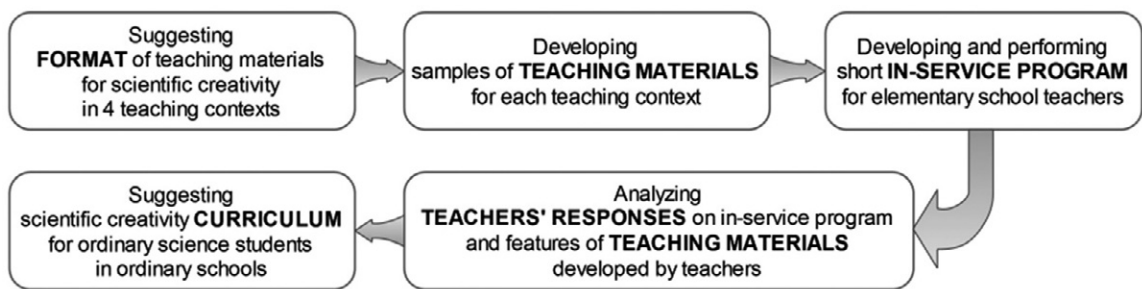 Suggesting
FORMAT of teaching materials
for scientific creativity
in 4 teaching contexts
Developing
samples of TEACHING MATERIALS
for each teaching context
Developing and performing
short IN-SERVICE PROGRAM
for elementary school teachers
Analyzing
TEACHERS' RESPONSES on in-service program
and features of TEACHING MATERIALS
developed by teachers
Suggesting
scientific creativity CURRICULUM
for ordinary science students
in ordinary schools